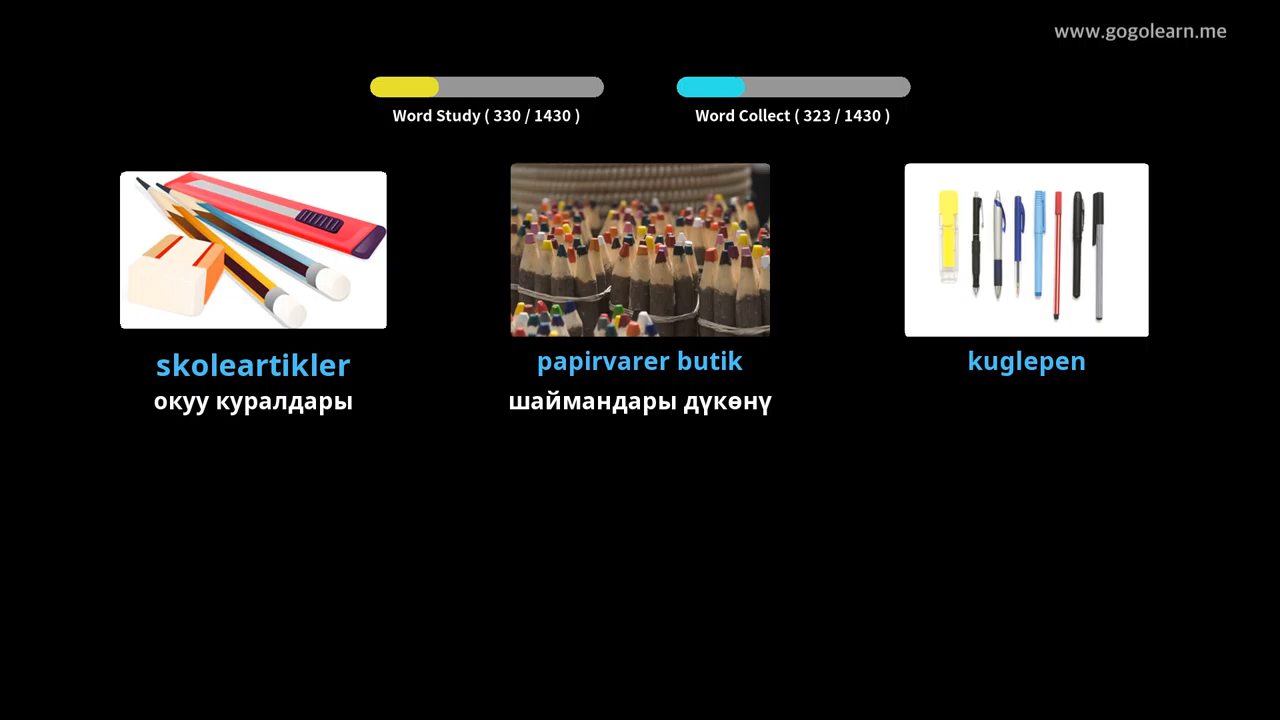 www.gogolearn.me
Word Study ( 330 / 1430 )
Word Collect ( 323 / 1430 )
skoleartikler
окуу куралдары
papirvarer butik
шаймандары дүкөнү
kuglepen